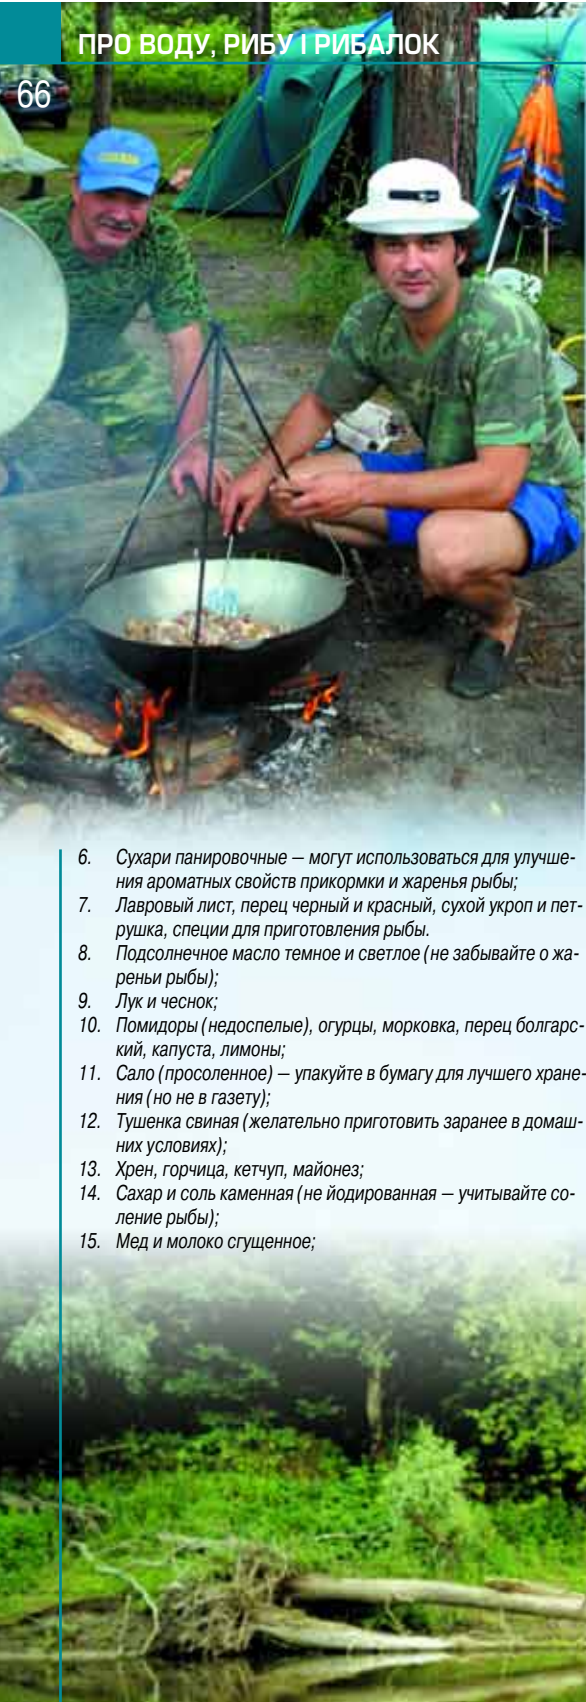 ПРО ВОДУ, РИБУ І РИБАЛОК
66
6. Сухари панировочные — могут использоваться для улучше-
ния ароматных свойств прикормки и жаренья рыбы;
7. Лавровый лист, перец черный и красный, сухой укроп и пет-
рушка, специи для приготовления рыбы.
8. Подсолнечное масло темное и светлое (не забывайте о жа-
реньи рыбы);
9. Лук и чеснок;
10. Помидоры (недоспелые), огурцы, морковка, перец болгарс-
кий, капуста, лимоны;
11. Сало (просоленное) — упакуйте в бумагу для лучшего хране-
ния (но не в газету);
12. Тушенка свиная (желательно приготовить заранее в домаш-
них условиях);
13. Хрен, горчица, кетчуп, майонез;
14. Сахар и соль каменная (не йодированная — учитывайте со-
ление рыбы);
15. Мед и молоко сгущенное;